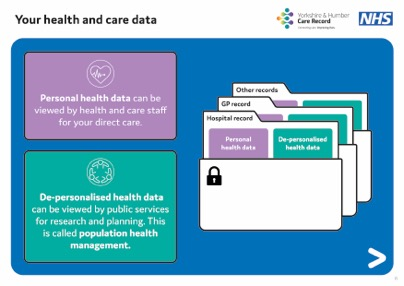 Your health and care data
Yorkshire & Humber
Care Record
NHS
Personal health data can be
viewed by health and care staff
for your direct care.
De-personalised health data
can be viewed by public services
for research and planning. This
is called population health
management.
Other records
GP record
Hospital record
Personal
health data
De-personalised
health data